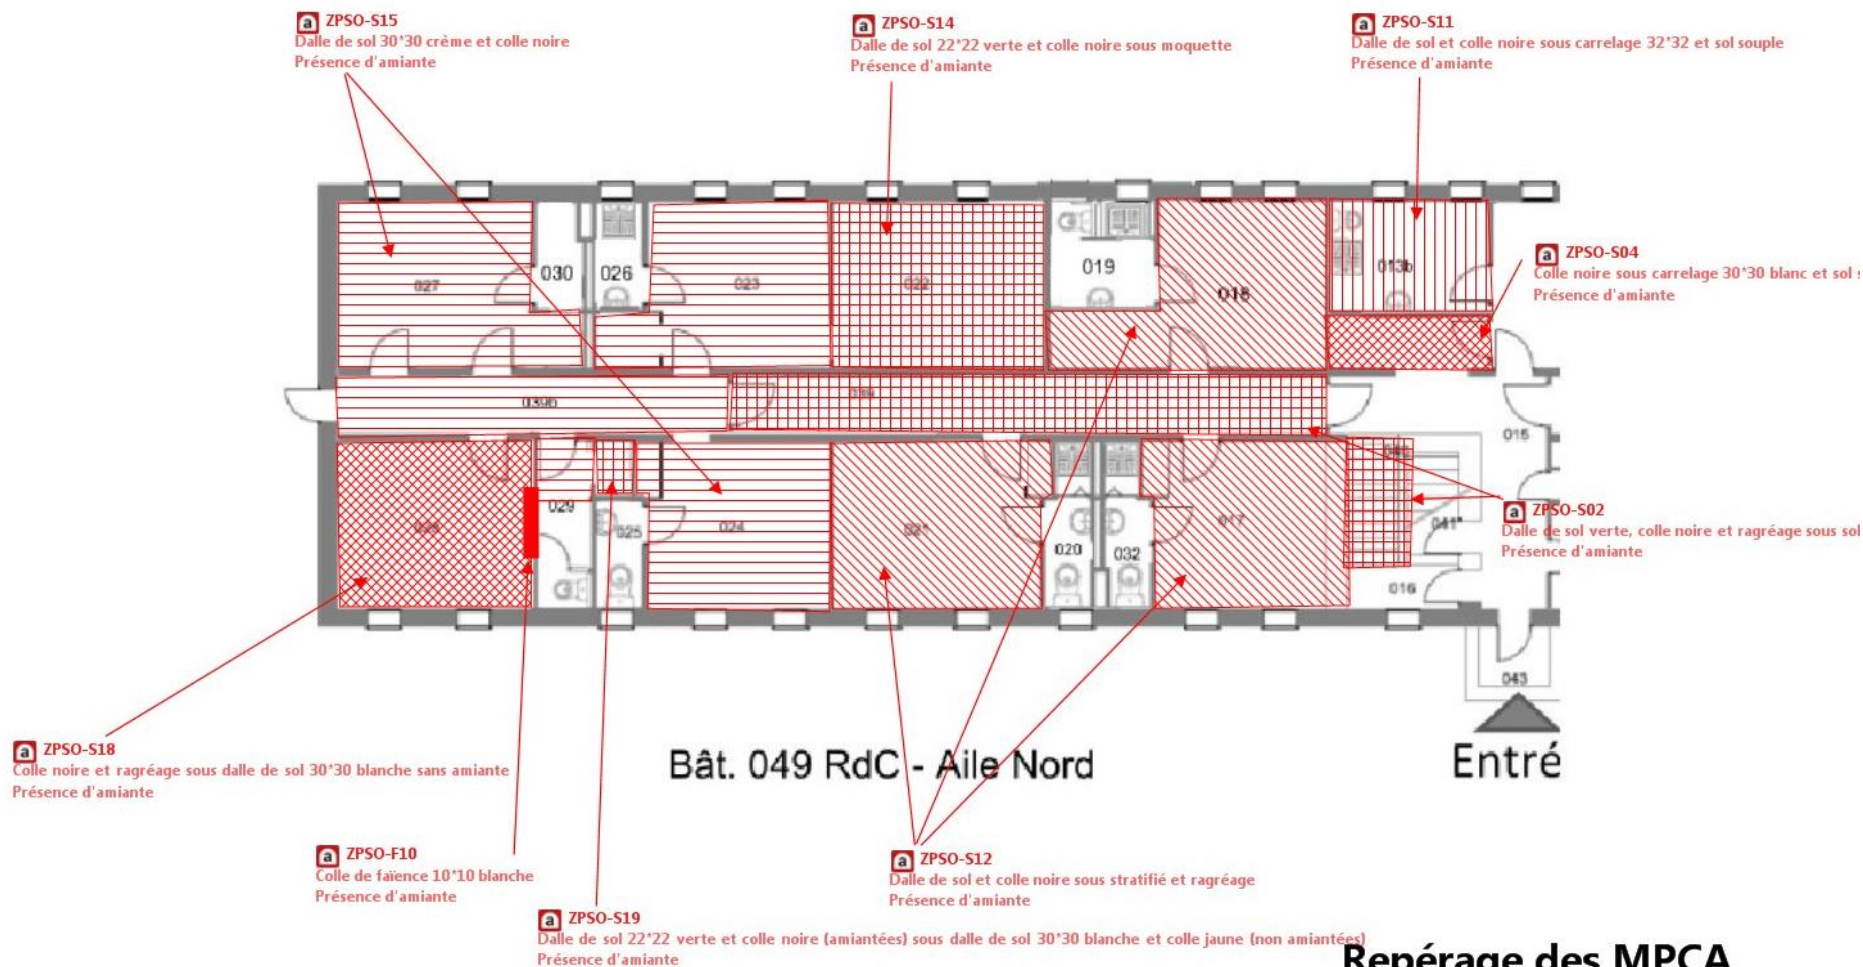 a ZPSO-S15
Dalle de sol 30*30 crème et colle noire
Présence d'amiante
a ZPSO-S14
Dalle de sol 22*22 verte et colle noire sous moquette
Présence d'amiante
a ZPSO-S11
Dalle de sol et colle noire sous carrelage 32*32 et sol souple
Présence d'amiante
a ZPSO-S04
Colle noire sous carrelage 30*30 blanc et sol s
Présence d'amiante
027
030
026
023
022
019
018
013b
039b
015
029
025
024
021
020
032
017
041*
016
043
a ZPSO-S02
Dalle de sol verte, colle noire et ragréage sous sol
Présence d'amiante
a ZPSO-S18
Colle noire et ragréage sous dalle de sol 30*30 blanche sans amiante
Présence d'amiante
Bât. 049 RdC - Aile Nord
Entré
a ZPSO-F10
Colle de faïence 10*10 blanche
Présence d'amiante
a ZPSO-S12
Dalle de sol et colle noire sous stratifié et ragréage
Présence d'amiante
a ZPSO-S19
Dalle de sol 22*22 verte et colle noire (amiantées) sous dalle de sol 30*30 blanche et colle jaune (non amiantées)
Présence d'amiante
Repérage des MPCA